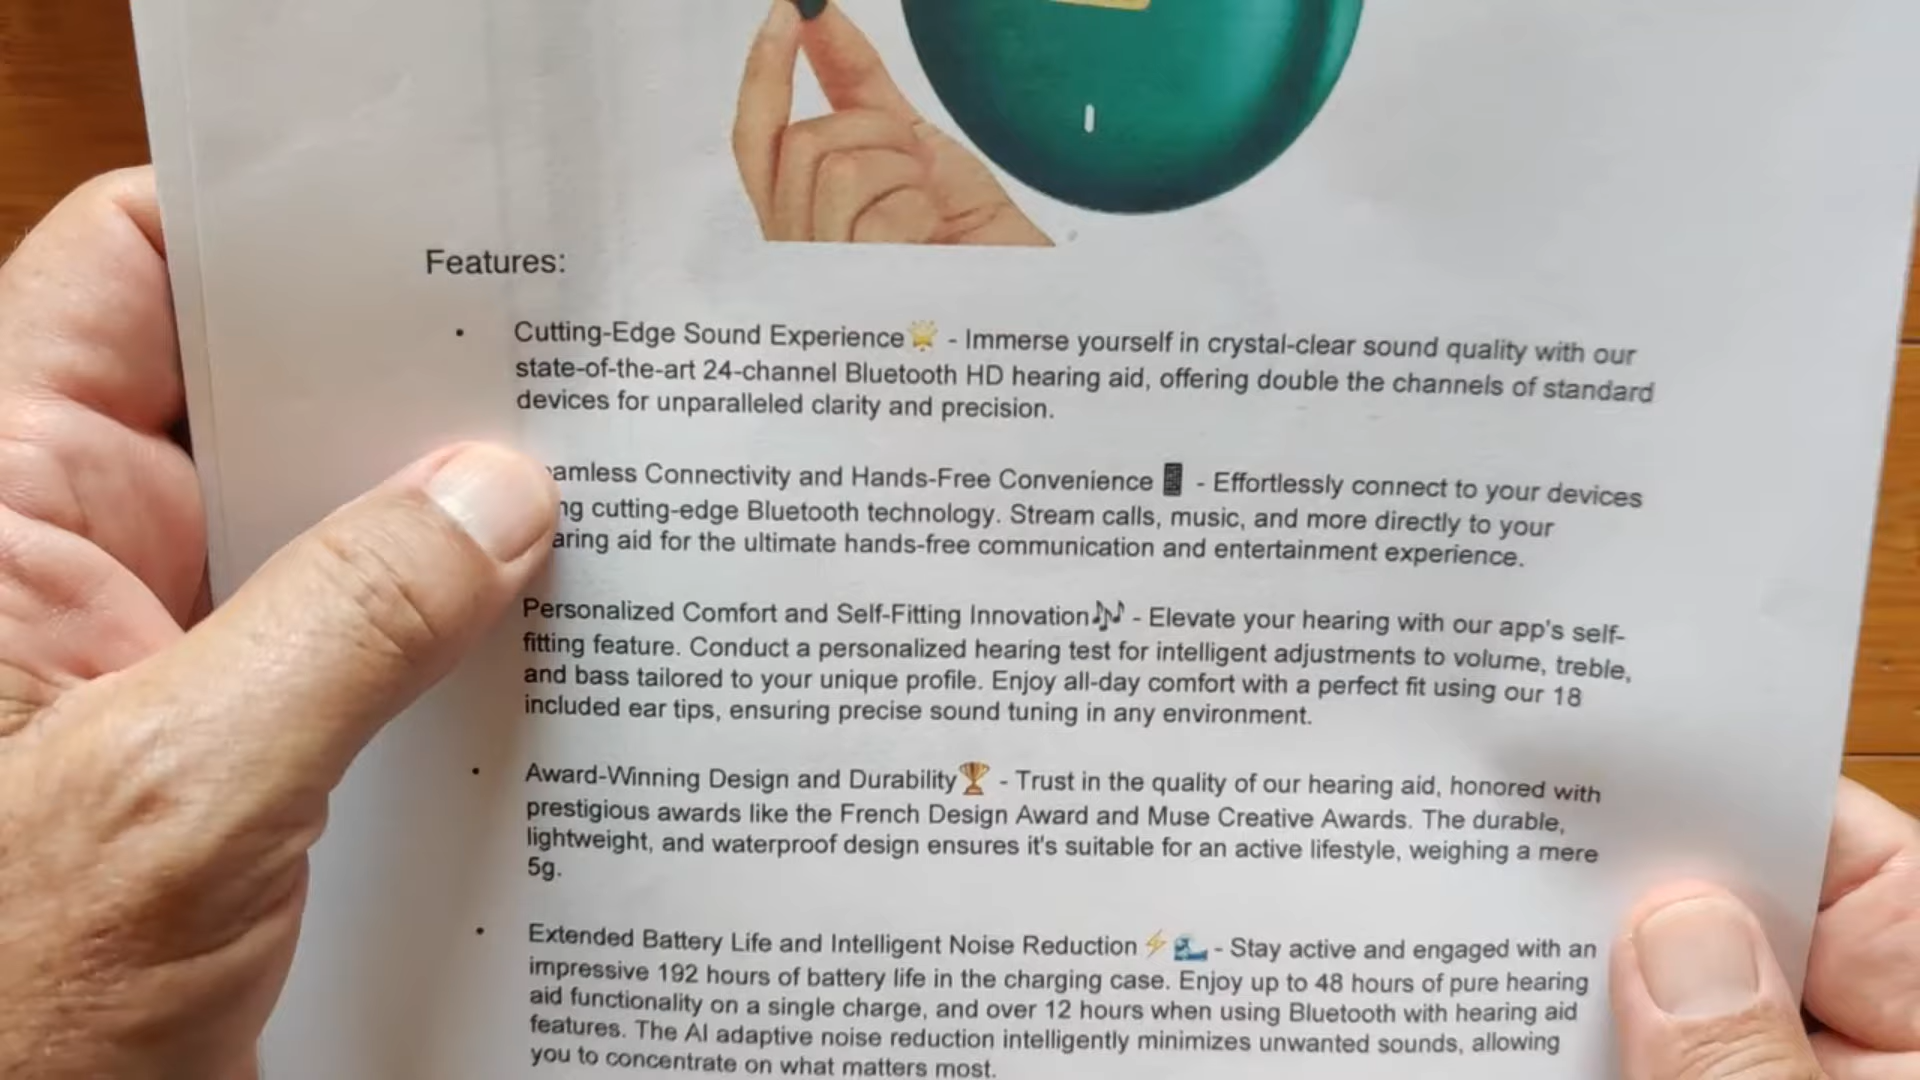 Features:
• Cutting-Edge Sound Experience🌟 - Immerse yourself in crystal-clear sound quality with our
state-of-the-art 24-channel Bluetooth HD hearing aid, offering double the channels of standard
devices for unparalleled clarity and precision.
amless Connectivity and Hands-Free Convenience 📱 - Effortlessly connect to your devices
ng cutting-edge Bluetooth technology. Stream calls, music, and more directly to your
aring aid for the ultimate hands-free communication and entertainment experience.
Personalized Comfort and Self-Fitting Innovation🎶 - Elevate your hearing with our app's self-
fitting feature. Conduct a personalized hearing test for intelligent adjustments to volume, treble,
and bass tailored to your unique profile. Enjoy all-day comfort with a perfect fit using our 18
included ear tips, ensuring precise sound tuning in any environment.
• Award-Winning Design and Durability🏆 - Trust in the quality of our hearing aid, honored with
prestigious awards like the French Design Award and Muse Creative Awards. The durable,
lightweight, and waterproof design ensures it's suitable for an active lifestyle, weighing a mere
5g.
• Extended Battery Life and Intelligent Noise Reduction ⚡🌊 - Stay active and engaged with an
impressive 192 hours of battery life in the charging case. Enjoy up to 48 hours of pure hearing
aid functionality on a single charge, and over 12 hours when using Bluetooth with hearing aid
features. The AI adaptive noise reduction intelligently minimizes unwanted sounds, allowing
you to concentrate on what matters most.